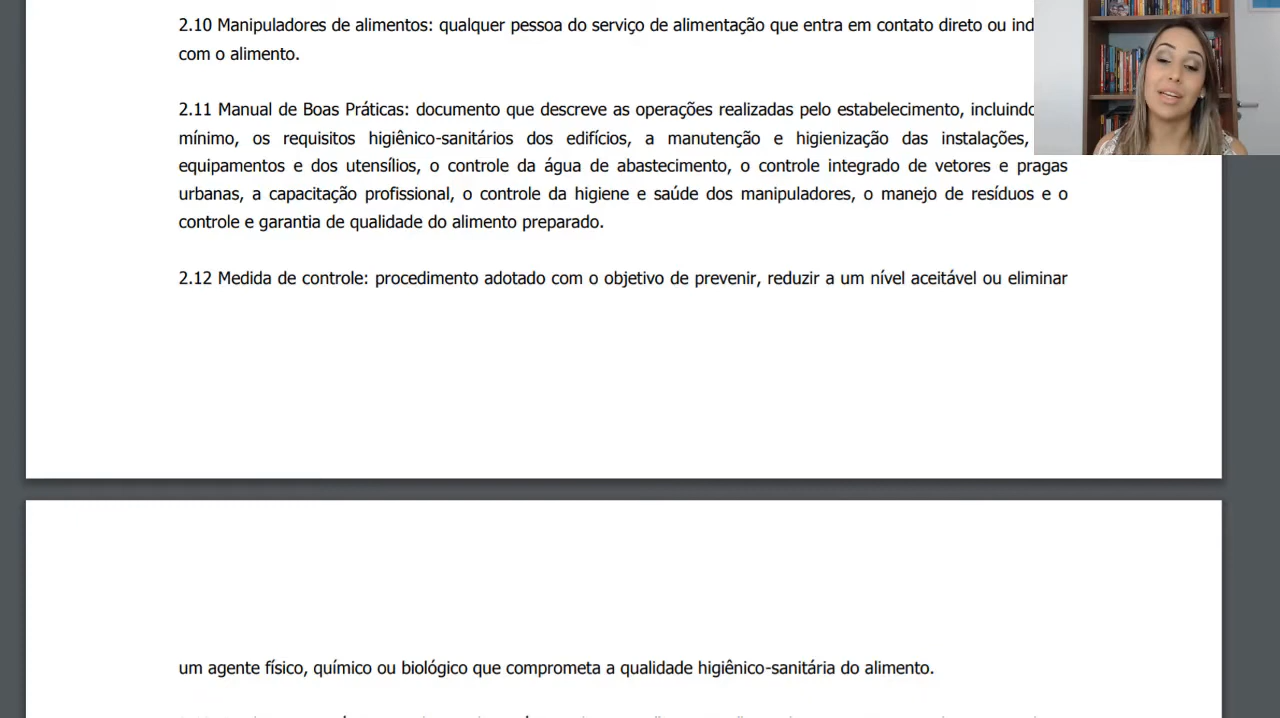 2.10 Manipuladores de alimentos: qualquer pessoa do serviço de alimentação que entra em contato direto ou
com o alimento.
2.11 Manual de Boas Práticas: documento que descreve as operações realizadas pelo estabelecimento, incluindo
mínimo, os requisitos higiênico-sanitários dos edifícios, a manutenção e higienização das instalações,
equipamentos e dos utensílios, o controle da água de abastecimento, o controle integrado de vetores e pragas
urbanas, a capacitação profissional, o controle da higiene e saúde dos manipuladores, o manejo de resíduos e o
controle e garantia de qualidade do alimento preparado.
2.12 Medida de controle: procedimento adotado com o objetivo de prevenir, reduzir a um nível aceitável ou eliminar
um agente físico, químico ou biológico que comprometa a qualidade higiênico-sanitária do alimento.